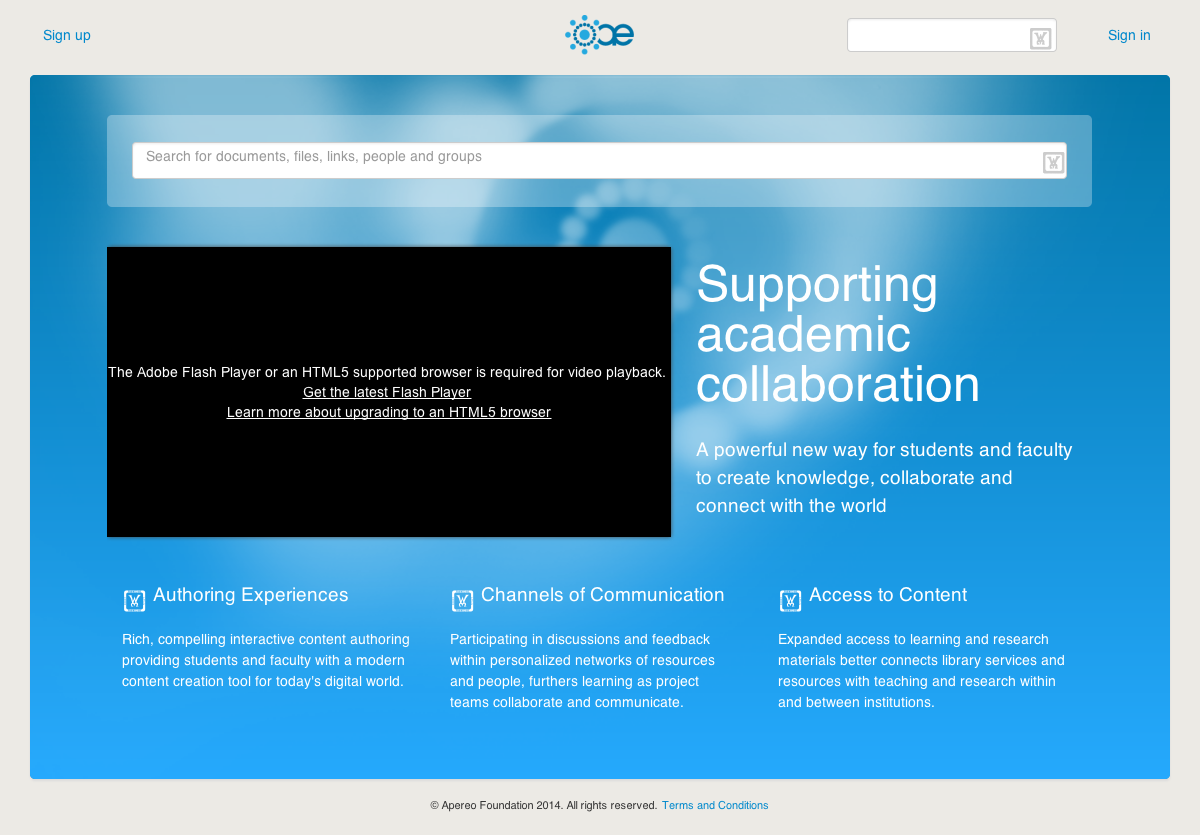 Sign up
oae
Sign in
Search for documents, files, links, people and groups
The Adobe Flash Player or an HTML5 supported browser is required for video playback.
Get the latest Flash Player
Learn more about upgrading to an HTML5 browser
Supporting
academic
collaboration
A powerful new way for students and faculty
to create knowledge, collaborate and
connect with the world
Authoring Experiences
Rich, compelling interactive content authoring
providing students and faculty with a modern
content creation tool for today's digital world.
Channels of Communication
Participating in discussions and feedback
within personalized networks of resources
and people, furthers learning as project
teams collaborate and communicate.
Access to Content
Expanded access to learning and research
materials better connects library services and
resources with teaching and research within
and between institutions.
© Apereo Foundation 2014. All rights reserved. Terms and Conditions